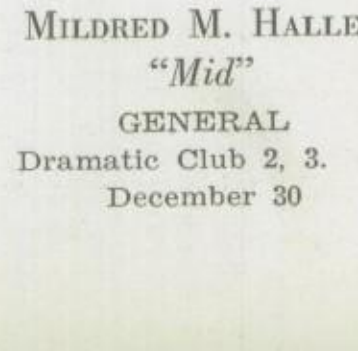 MILDRED M. HALLE
"Mid"
GENERAL
Dramatic Club 2, 3.
December 30